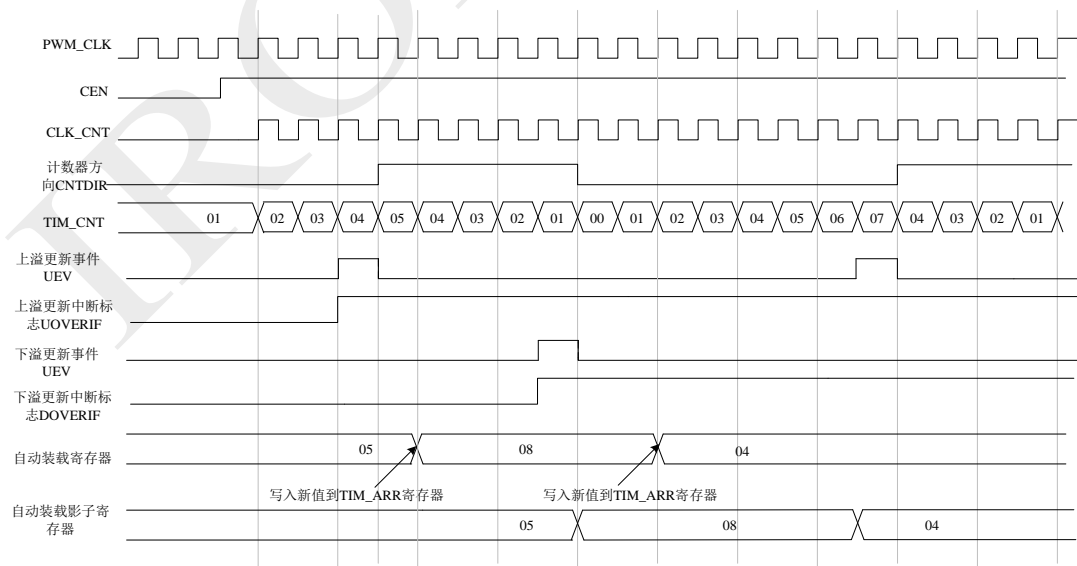 PWM_CLK
CEN
CLK_CNT
计数器方
向CNTDIR
TIM_CNT
01 02 03 04 05 04 03 02 01 00 01 02 03 04 05 06 07 04 03 02 01
上溢更新事件
UEV
上溢更新中断标
志UOVERIF
下溢更新事件
UEV
下溢更新中断标
志DOVERIF
自动装载寄存器
05 08 04
写入新值到TIM_ARR寄存器 写入新值到TIM_ARR寄存器
自动装载影子寄
存器
05 08 04